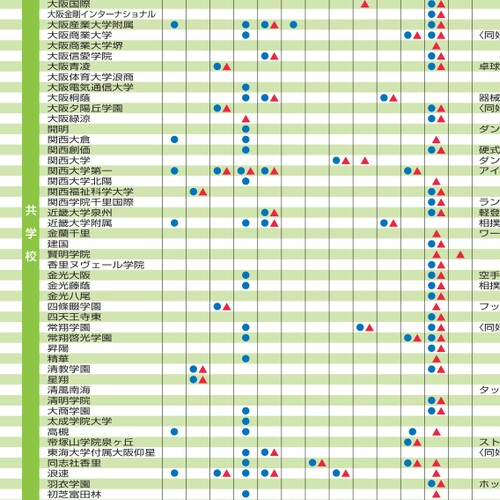 共学校
大阪国際
大阪金剛インターナショナル
大阪産業大学附属
大阪商業大学 〈同好
大阪商業大学堺
大阪信愛学院
大阪青凌 卓球
大阪体育大学浪商
大阪電気通信大学
大阪桐蔭 器械
大阪夕陽丘学園 〈同好
大阪緑涼
開明 ダン
関西大倉
関西創価 硬式
関西大学 ダン
関西大学第一 アイ
関西大学北陽
関西福祉科学大学
関西学院千里国際 ラン
近畿大学泉州 軽登
近畿大学附属 相撲
金蘭千里 ワー
建国
賢明学院
香里ヌヴェール学院
金光大阪 空手
金光藤蔭 相撲
金光八尾
四條畷学園 フッ
四天王寺東
常翔学園 〈同好
常翔啓光学園
昇陽
精華
清教学園
星翔
清風南海 タッ
清明学院
大商学園
太成学院大学
高槻
帝塚山学院泉ヶ丘 スト
東海大学付属大阪仰星 〈同好
同志社香里
浪速
羽衣学園 ホッ
初芝富田林